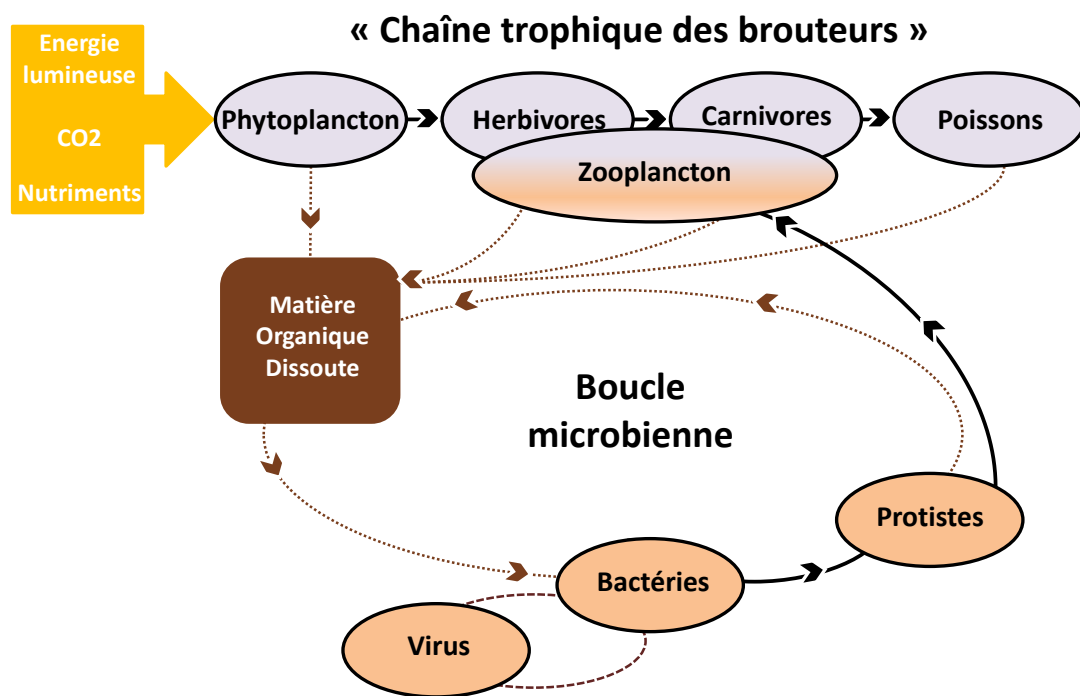 « Chaîne trophique des brouteurs »
Energie
lumineuse
CO2
Nutriments
Phytoplancton
Herbivores
Carnivores
Poissons
Zooplancton
Matière
Organique
Dissoute
Boucle
microbienne
Protistes
Bactéries
Virus